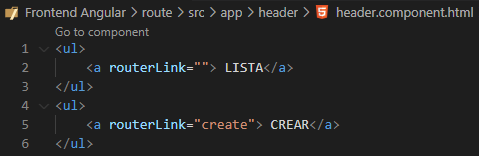 Frontend Angular > route > src > app > header > header.component.html
Go to component
1 <ul>
2 <a routerLink=""> LISTA</a>
3 </ul>
4 <ul>
5 <a routerLink="create"> CREAR</a>
6 </ul>